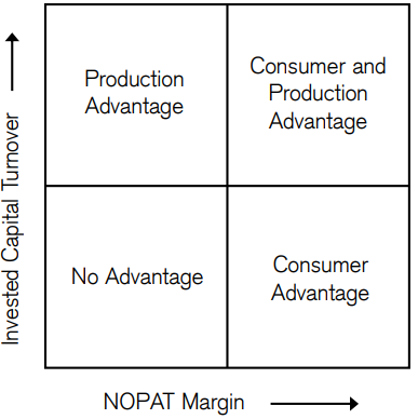 Invested Capital Turnover
Production
Advantage
Consumer and
Production
Advantage
No Advantage
Consumer
Advantage
NOPAT Margin